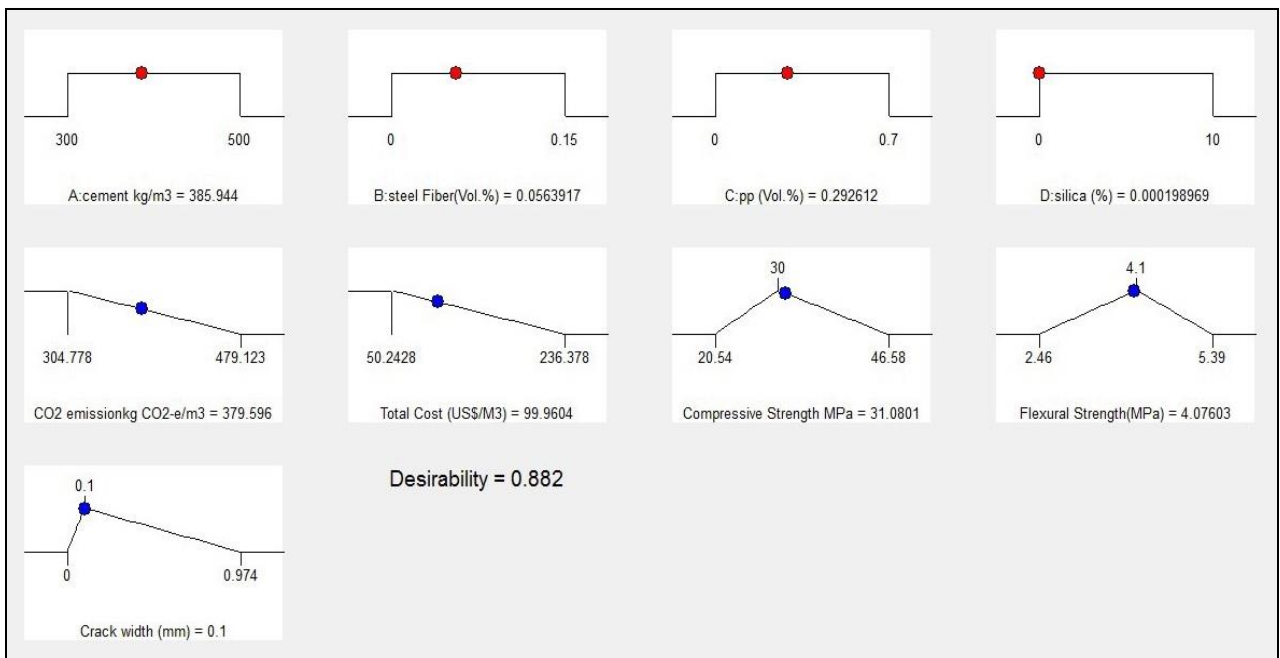 300 500
A:cement kg/m3 = 385.944
0 0.15
B:steel Fiber(Vol.%) = 0.0563917
0 0.7
C:pp (Vol.%) = 0.292612
0 10
D:silica (%) = 0.000198969
304.778 479.123
CO2 emissionkg CO2-e/m3 = 379.596
50.2428 236.378
Total Cost (US$/M3) = 99.9604
30
20.54 46.58
Compressive Strength MPa = 31.0801
4.1
2.46 5.39
Flexural Strength(MPa) = 4.07603
0.1
0 0.974
Crack width (mm) = 0.1
Desirability = 0.882